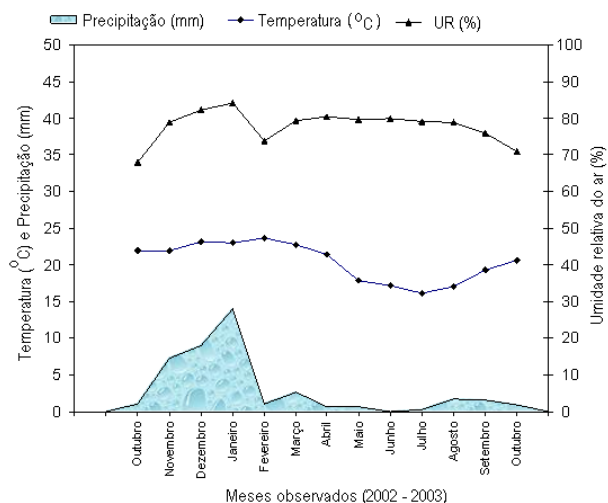 Precipitação (mm) Temperatura (°C) UR (%)
50 100
45 90
40 80
35 70
30 60
25 50
20 40
15 30
10 20
5 10
0 0
Temperatura (°C) e Precipitação (mm)
Umidade relativa do ar (%)
Outubro
Novembro
Dezembro
Janeiro
Fevereiro
Março
Abril
Maio
Junho
Julho
Agosto
Setembro
Outubro
Meses observados (2002 - 2003)